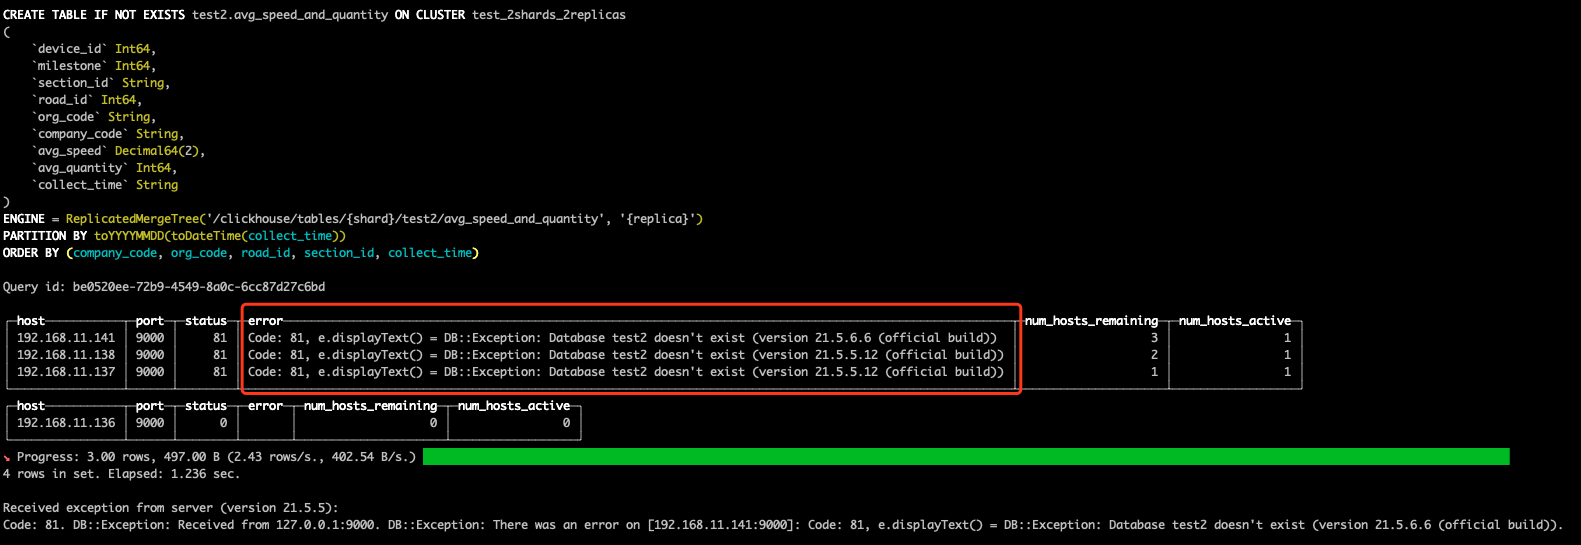 CREATE TABLE IF NOT EXISTS test2.avg_speed_and_quantity ON CLUSTER test_2shards_2replicas
(
    `device_id` Int64,
    `milestone` Int64,
    `section_id` String,
    `road_id` Int64,
    `org_code` String,
    `company_code` String,
    `avg_speed` Decimal64(2),
    `avg_quantity` Int64,
    `collect_time` String
)
ENGINE = ReplicatedMergeTree('/clickhouse/tables/{shard}/test2/avg_speed_and_quantity', '{replica}')
PARTITION BY toYYYYMMDD(toDateTime(collect_time))
ORDER BY (company_code, org_code, road_id, section_id, collect_time)
Query id: be0520ee-72b9-4549-8a0c-6cc87d27c6bd
host port status error num_hosts_remaining num_hosts_active
192.168.11.141 9000 81 Code: 81, e.displayText() = DB::Exception: Database test2 doesn't exist (version 21.5.6.6 (official build)) 3 1
192.168.11.138 9000 81 Code: 81, e.displayText() = DB::Exception: Database test2 doesn't exist (version 21.5.5.12 (official build)) 2 1
192.168.11.137 9000 81 Code: 81, e.displayText() = DB::Exception: Database test2 doesn't exist (version 21.5.5.12 (official build)) 1 1
host port status error num_hosts_remaining num_hosts_active
192.168.11.136 9000 0 0 0
↘ Progress: 3.00 rows, 497.00 B (2.43 rows/s., 402.54 B/s.)
4 rows in set. Elapsed: 1.236 sec.
Received exception from server (version 21.5.5):
Code: 81. DB::Exception: Received from 127.0.0.1:9000. DB::Exception: There was an error on [192.168.11.141:9000]: Code: 81, e.displayText() = DB::Exception: Database test2 doesn't exist (version 21.5.6.6 (official build)).